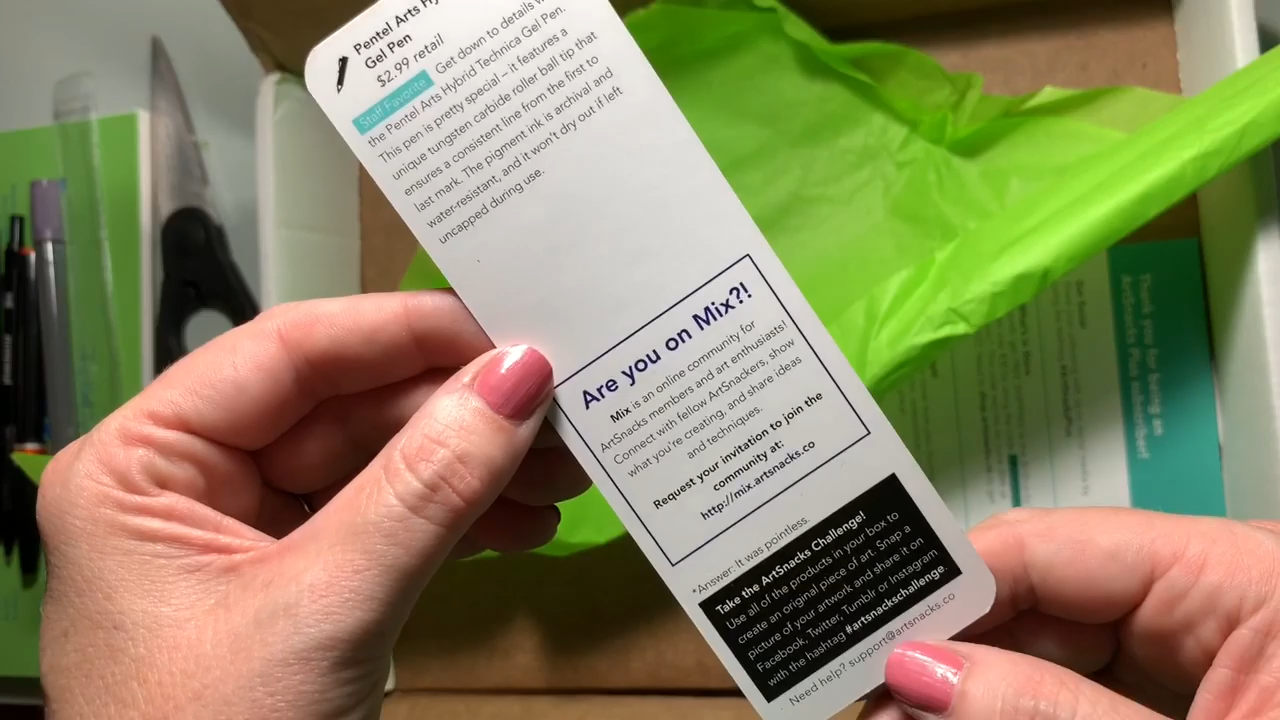 Pentel Arts Hy
Gel Pen
$2.99 retail
Staff Favorite Get down to details w
the Pentel Arts Hybrid Technica Gel Pen.
This pen is pretty special – it features a
unique tungsten carbide roller ball tip that
ensures a consistent line from the first to
last mark. The pigment ink is archival and
water-resistant, and it won't dry out if left
uncapped during use.
Are you on Mix?!
Mix is an online community for
ArtSnacks members and art enthusiasts!
Connect with fellow ArtSnackers, show
what you're creating, and share ideas
and techniques.
Request your invitation to join the
community at:
http://mix.artsnacks.co
*Answer: It was pointless.
Take the ArtSnacks Challenge!
Use all of the products in your box to
create an original piece of art. Snap a
picture of your artwork and share it on
Facebook, Twitter, Tumblr or Instagram
with the hashtag #artsnackschallenge.
Need help? support@artsnacks.co
Thank you for being an
ArtSnacks Plus subscriber!